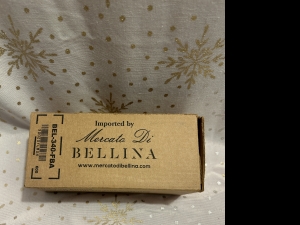 Imported by
Mercato Di
BELLINA
www.mercatodibellina.com
BEL-340-FBA